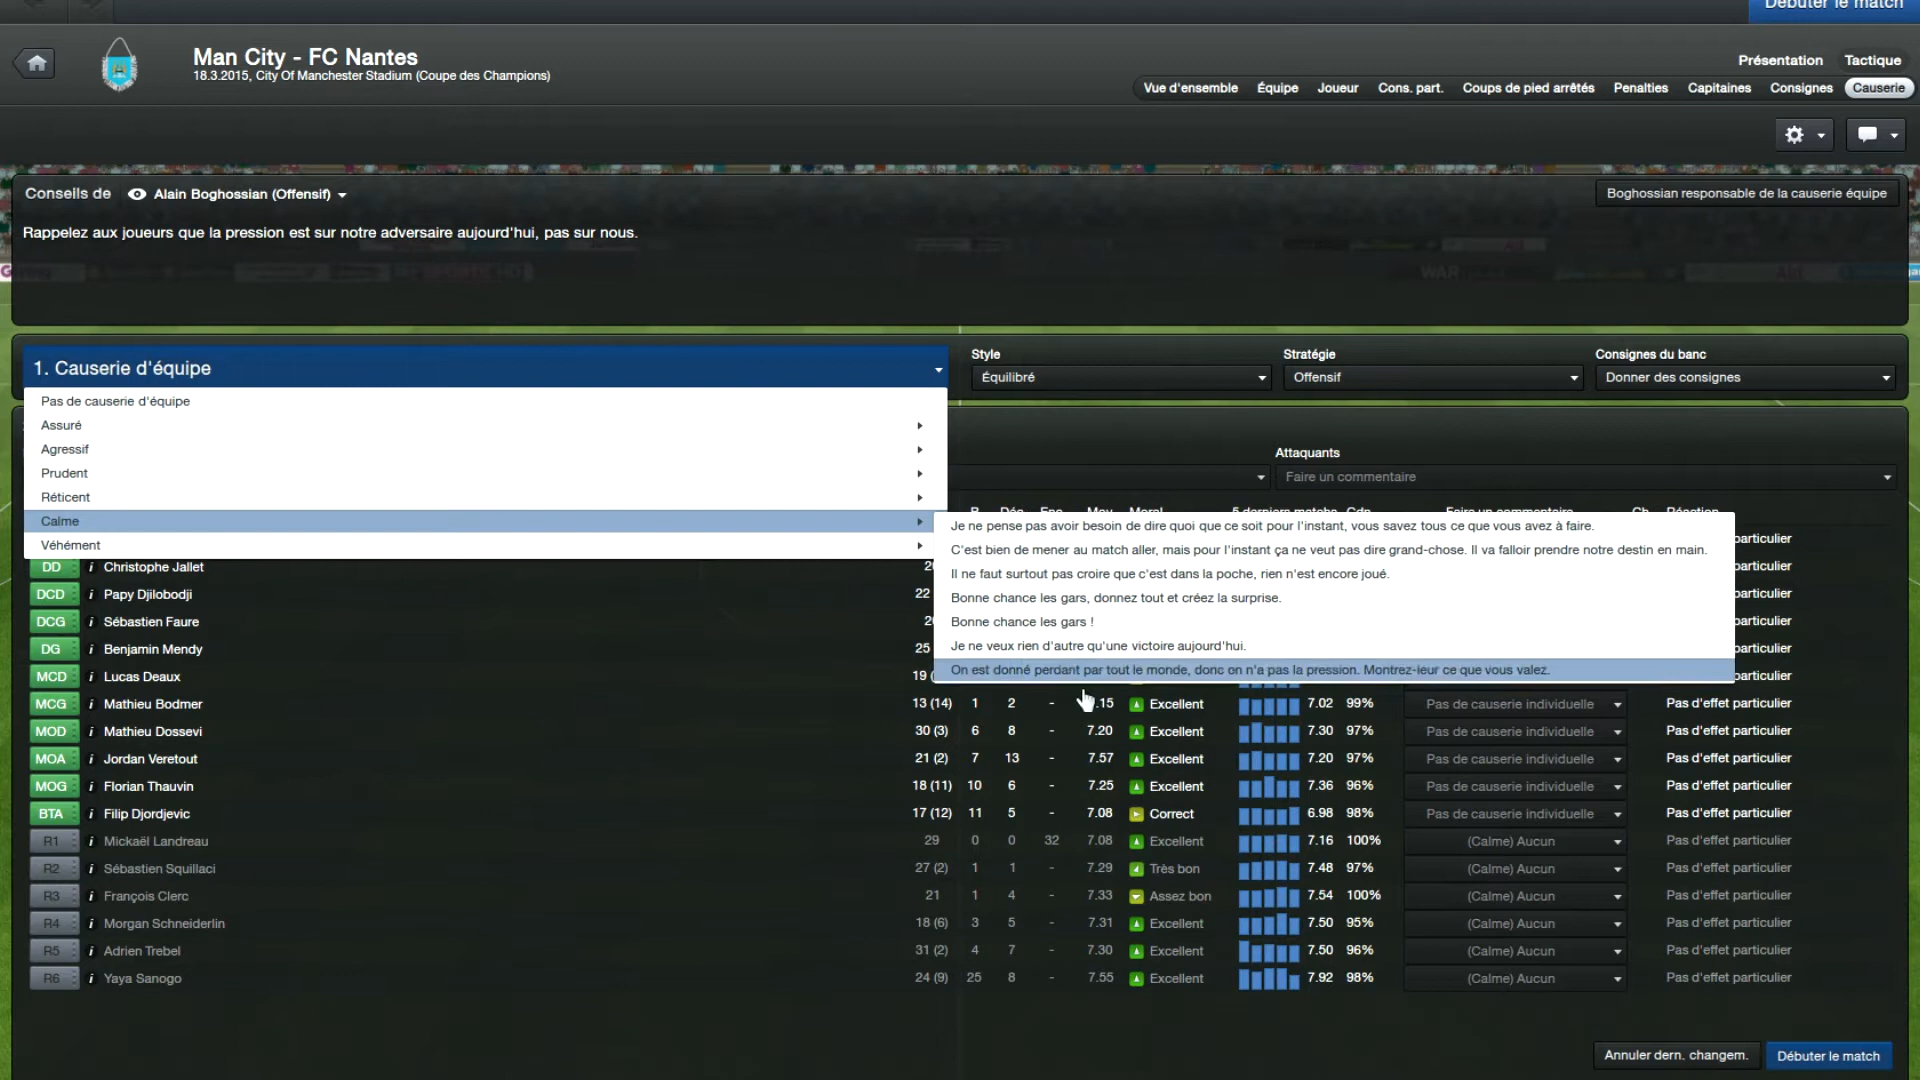 Débuter le match
Man City - FC Nantes
18.3.2015, City Of Manchester Stadium (Coupe des Champions)
Présentation Tactique
Vue d'ensemble Équipe Joueur Cons. part. Coups de pied arrêtés Penalties Capitaines Consignes Causerie
Conseils de Alain Boghossian (Offensif)
Boghossian responsable de la causerie équipe
Rappelez aux joueurs que la pression est sur notre adversaire aujourd'hui, pas sur nous.
1. Causerie d'équipe
Style Stratégie Consignes du banc
Équilibré Offensif Donner des consignes
Pas de causerie d'équipe
Assuré
Agressif
Prudent
Réticent
Calme
Véhément
Attaquants
Faire un commentaire
Je ne pense pas avoir besoin de dire quoi que ce soit pour l'instant, vous savez tous ce que vous avez à faire.
C'est bien de mener au match aller, mais pour l'instant ça ne veut pas dire grand-chose. Il va falloir prendre notre destin en main.
Il ne faut surtout pas croire que c'est dans la poche, rien n'est encore joué.
Bonne chance les gars, donnez tout et créez la surprise.
Bonne chance les gars !
Je ne veux rien d'autre qu'une victoire aujourd'hui.
On est donné perdant par tout le monde, donc on n'a pas la pression. Montrez-leur ce que vous valez.
particulier
DD i Christophe Jallet particulier
DCD i Papy Djilobodji 22 particulier
DCG i Sébastien Faure particulier
DG i Benjamin Mendy 25 particulier
MCD i Lucas Deaux 19 particulier
MCG i Mathieu Bodmer 13 (14) 1 2 - .15 Excellent 7.02 99% Pas de causerie individuelle Pas d'effet particulier
MOD i Mathieu Dossevi 30 (3) 6 8 - 7.20 Excellent 7.30 97% Pas de causerie individuelle Pas d'effet particulier
MOA i Jordan Veretout 21 (2) 7 13 - 7.57 Excellent 7.20 97% Pas de causerie individuelle Pas d'effet particulier
MOG i Florian Thauvin 18 (11) 10 6 - 7.25 Excellent 7.36 96% Pas de causerie individuelle Pas d'effet particulier
BTA i Filip Djordjevic 17 (12) 11 5 - 7.08 Correct 6.98 98% Pas de causerie individuelle Pas d'effet particulier
R1 i Mickaël Landreau 29 0 0 32 7.08 Excellent 7.16 100% (Calme) Aucun Pas d'effet particulier
R2 i Sébastien Squillaci 27 (2) 1 1 - 7.29 Très bon 7.48 97% (Calme) Aucun Pas d'effet particulier
R3 i François Clerc 21 1 4 - 7.33 Assez bon 7.54 100% (Calme) Aucun Pas d'effet particulier
R4 i Morgan Schneiderlin 18 (6) 3 5 - 7.31 Excellent 7.50 95% (Calme) Aucun Pas d'effet particulier
R5 i Adrien Trebel 31 (2) 4 7 - 7.30 Excellent 7.50 96% (Calme) Aucun Pas d'effet particulier
R6 i Yaya Sanogo 24 (9) 25 8 - 7.55 Excellent 7.92 98% (Calme) Aucun Pas d'effet particulier
Annuler dern. changem. Débuter le match